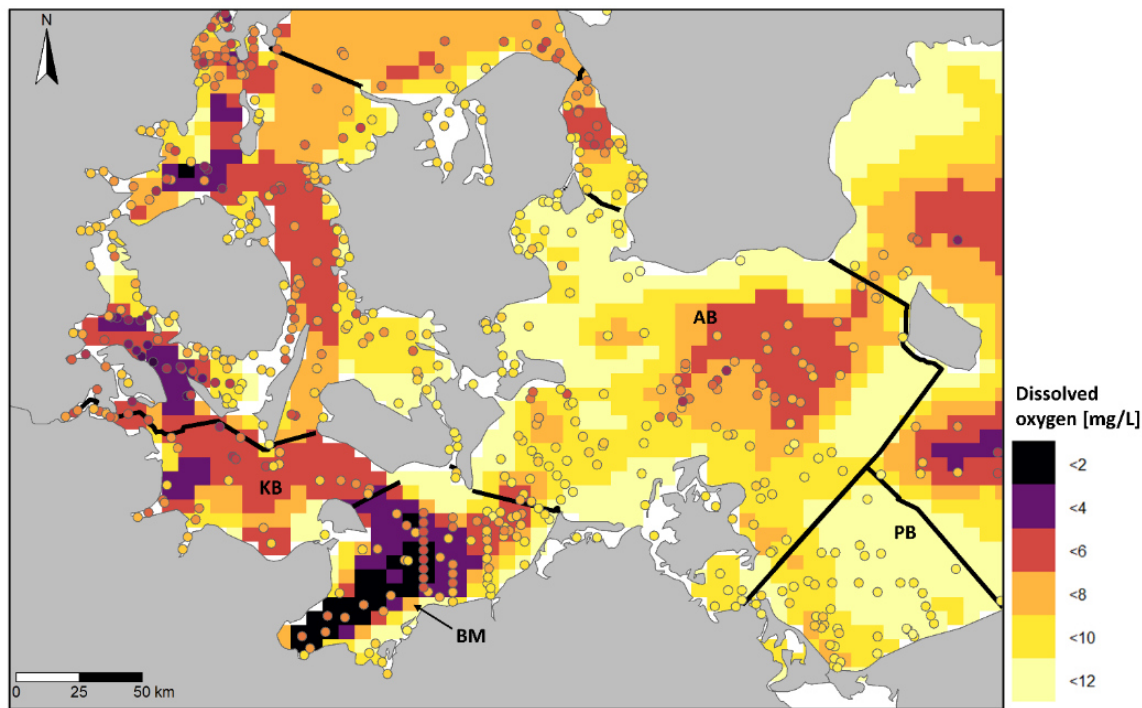 N
AB
KB
PB
BM
0 25 50 km
Dissolved
oxygen [mg/L]
<2
<4
<6
<8
<10
<12